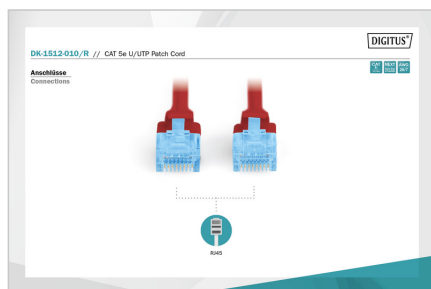 DIGITUS®
DK-1512-010/R // CAT 5e U/UTP Patch Cord
Anschlüsse
Connections
RJ45